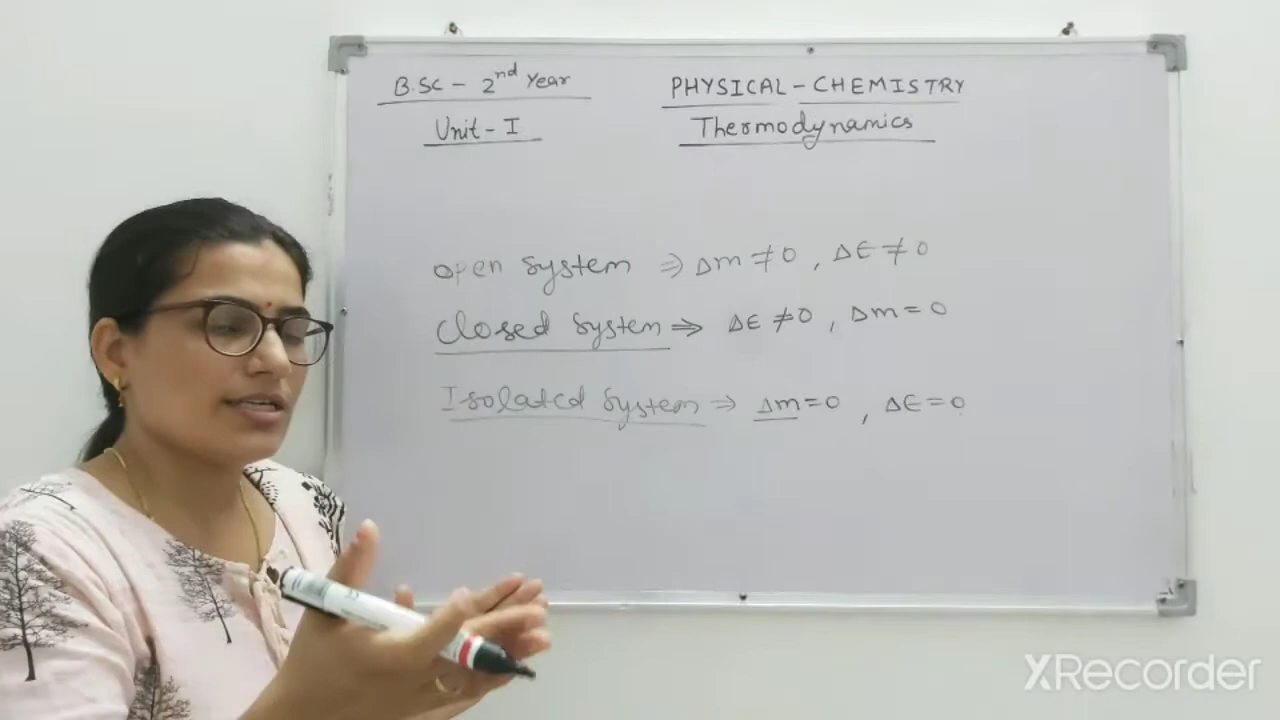 B.Sc - 2nd Year
Unit - I
PHYSICAL - CHEMISTRY
Thermodynamics
open system ⇒ Δm ≠ 0 , ΔE ≠ 0
Closed system ⇒ ΔE ≠ 0 , Δm = 0
Isolated system ⇒ Δm = 0 , ΔE = 0
XRecorder